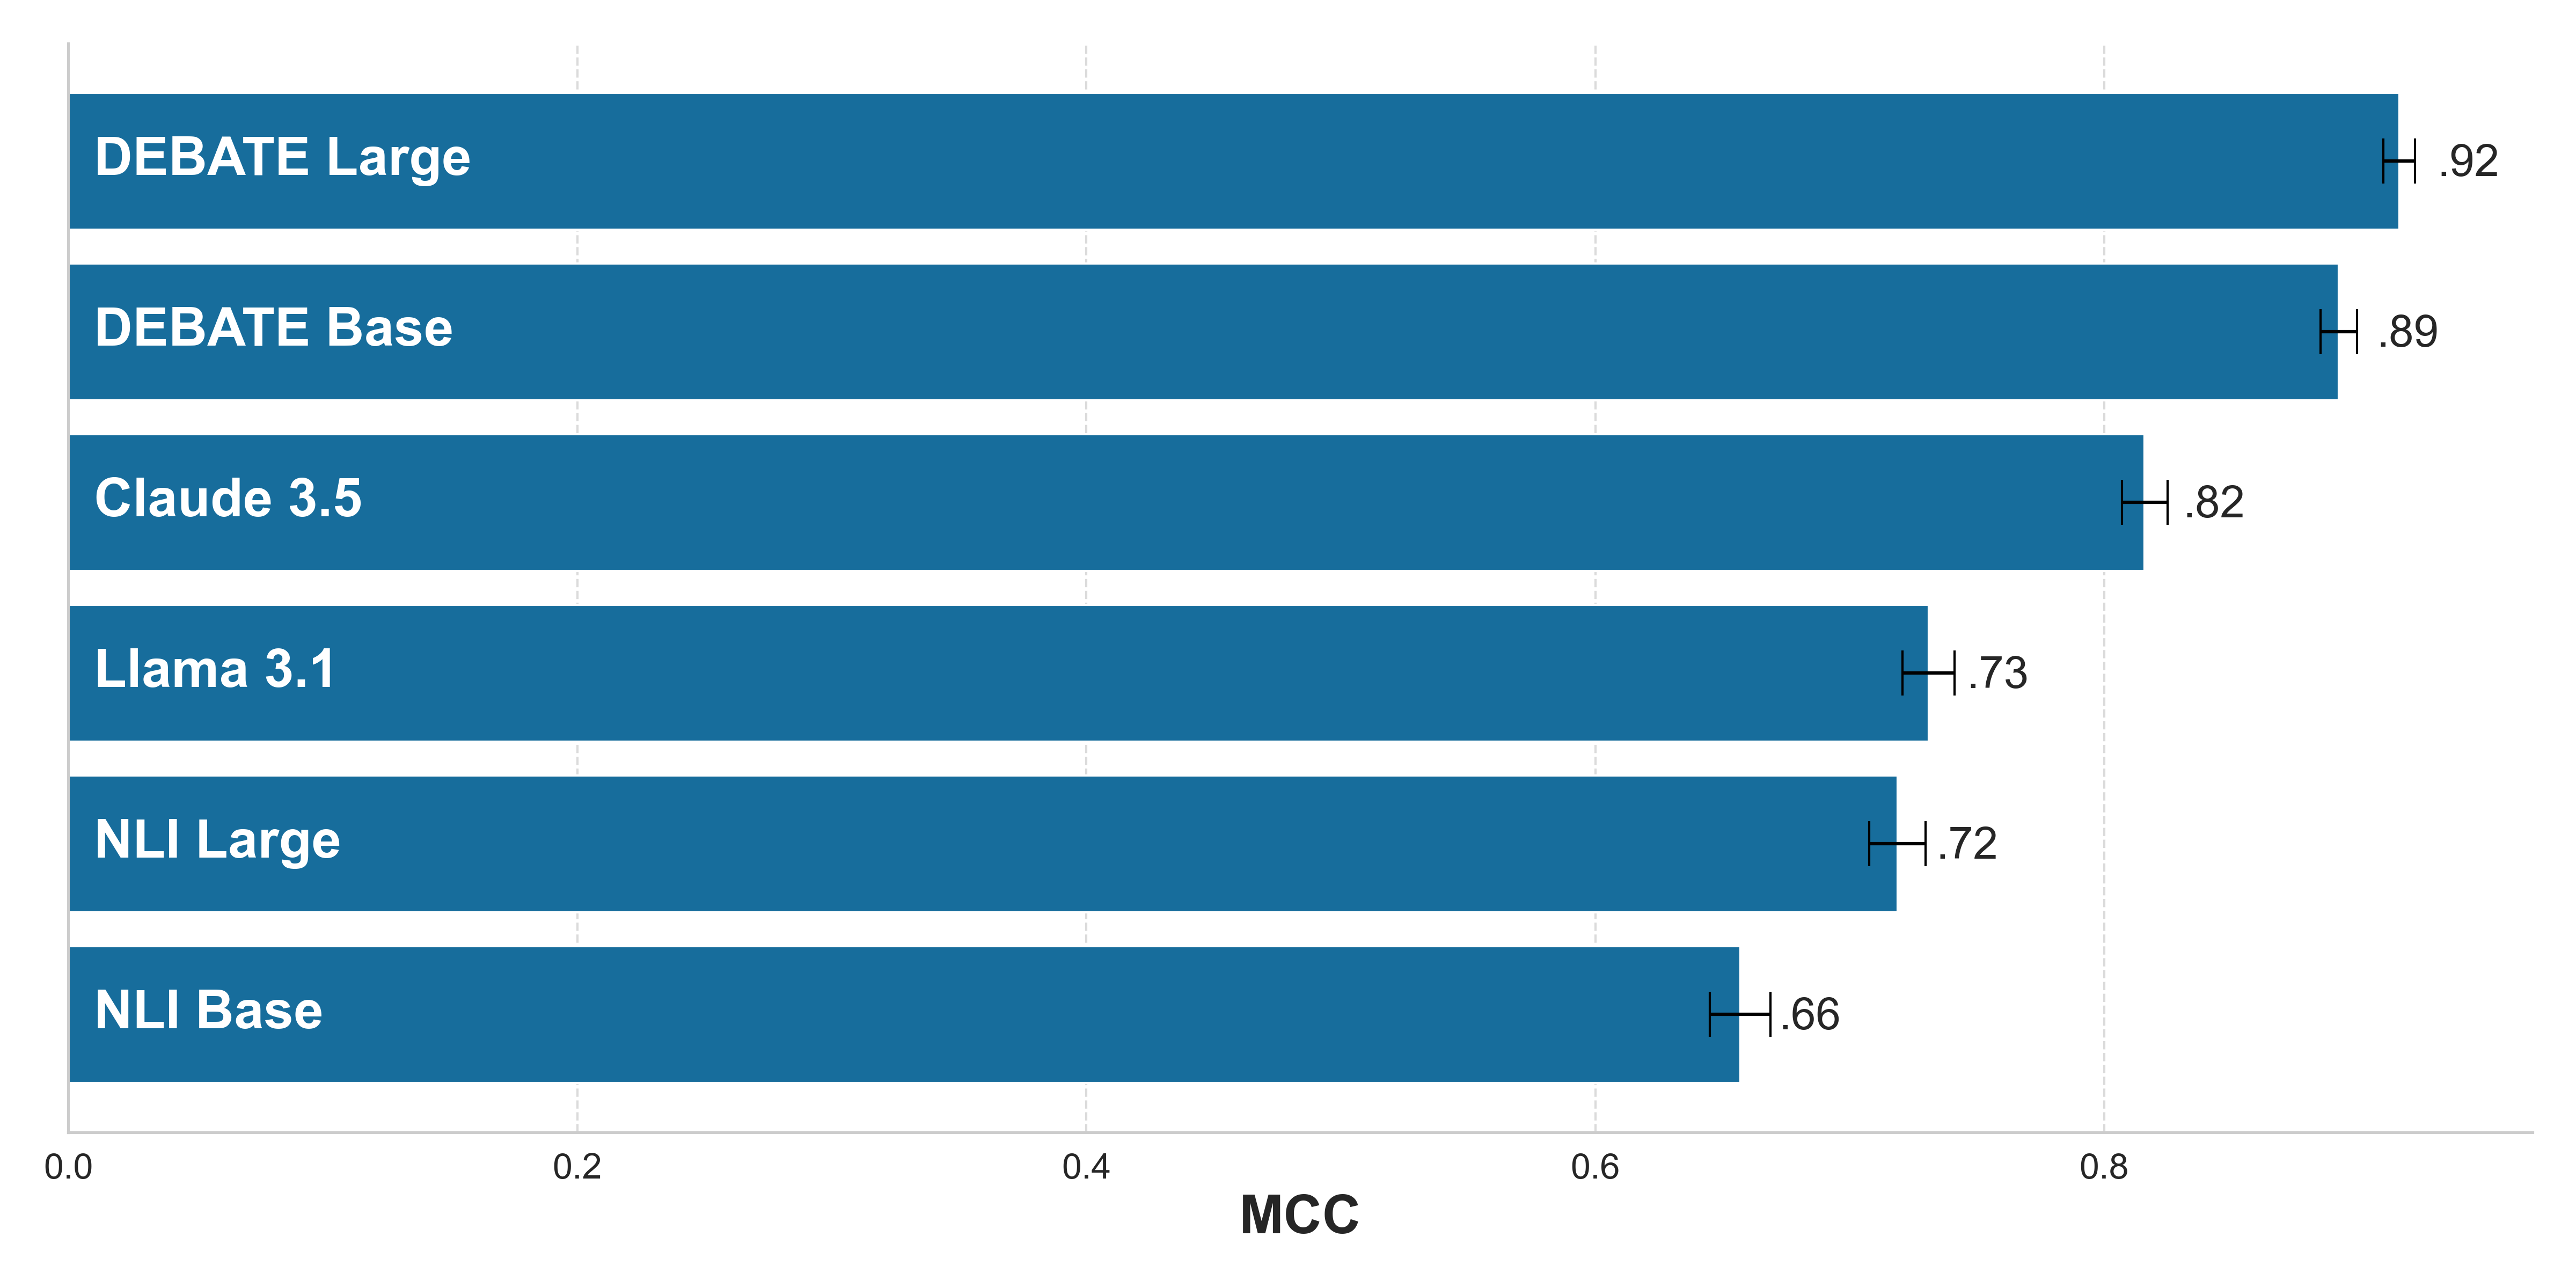 DEBATE Large
.92
DEBATE Base
.89
Claude 3.5
.82
Llama 3.1
.73
NLI Large
.72
NLI Base
.66
0.0 0.2 0.4 0.6 0.8
MCC